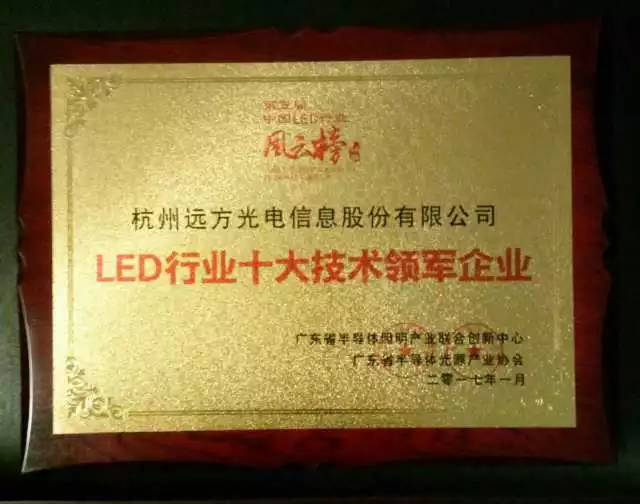 第五届
中国LED行业
风云榜
杭州远方光电信息股份有限公司
LED行业十大技术领军企业
广东省半导体照明产业联合创新中心
广东省半导体光源产业协会
二零一七年一月